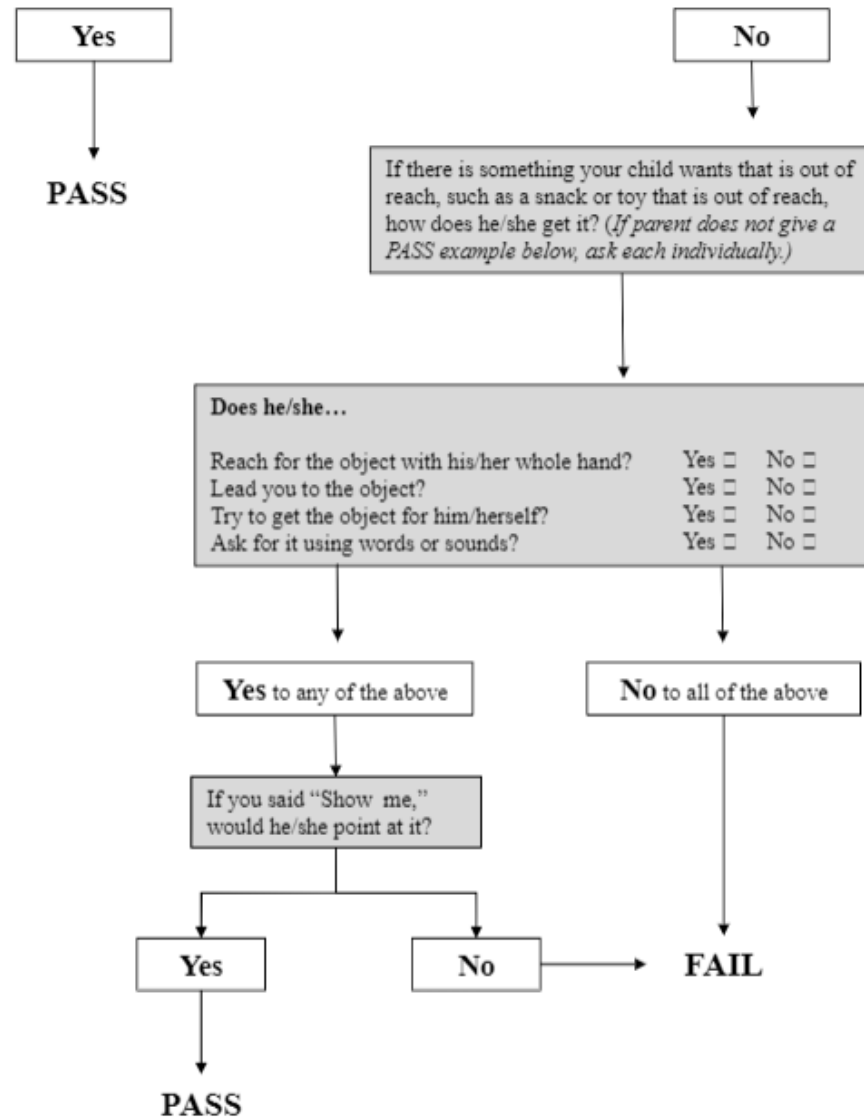 Yes
No
PASS
If there is something your child wants that is out of
reach, such as a snack or toy that is out of reach,
how does he/she get it? (If parent does not give a
PASS example below, ask each individually.)
Does he/she…
Reach for the object with his/her whole hand? Yes □ No □
Lead you to the object? Yes □ No □
Try to get the object for him/herself? Yes □ No □
Ask for it using words or sounds? Yes □ No □
Yes to any of the above
No to all of the above
If you said “Show me,”
would he/she point at it?
Yes
No
FAIL
PASS